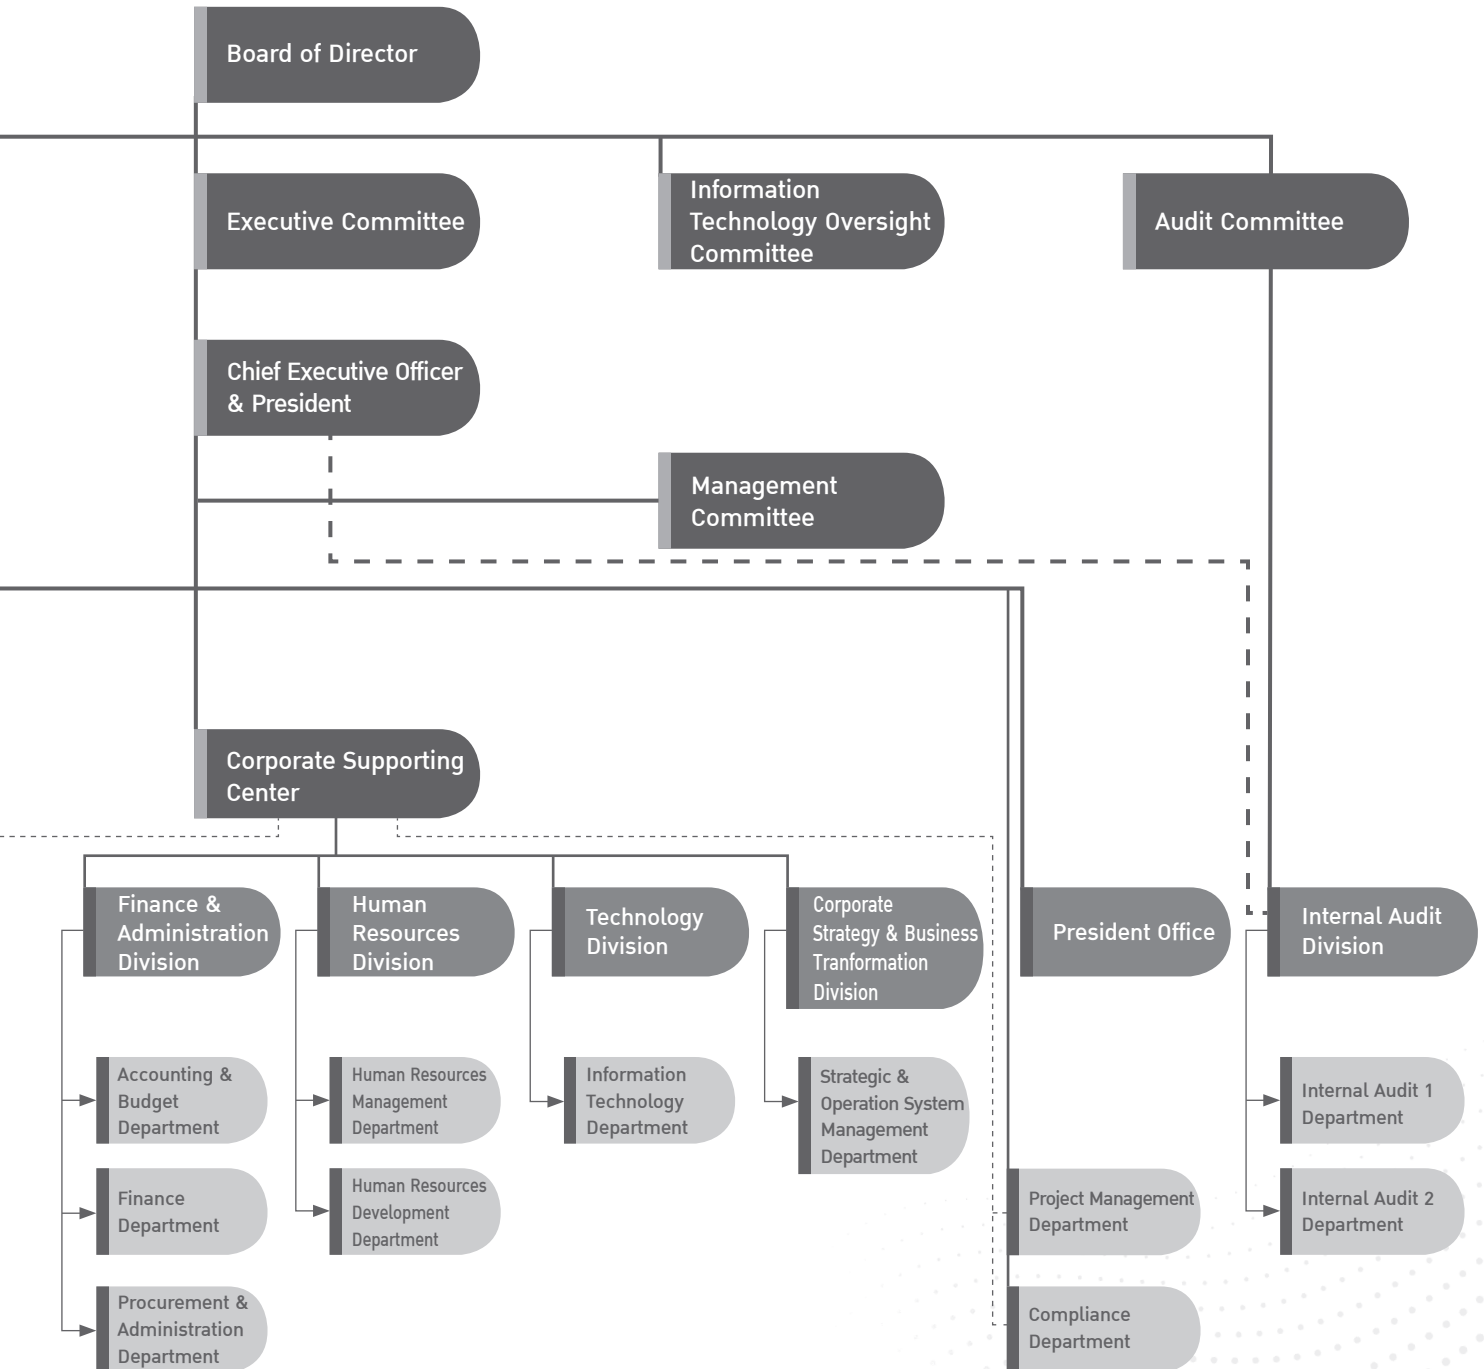 Board of Director
Executive Committee
Information
Technology Oversight
Committee
Audit Committee
Chief Executive Officer
& President
Management
Committee
Corporate Supporting
Center
Finance &
Administration
Division
Human
Resources
Division
Technology
Division
Corporate
Strategy & Business
Tranformation
Division
President Office
Internal Audit
Division
Accounting &
Budget
Department
Human Resources
Management
Department
Information
Technology
Department
Strategic &
Operation System
Management
Department
Internal Audit 1
Department
Finance
Department
Human Resources
Development
Department
Project Management
Department
Internal Audit 2
Department
Procurement &
Administration
Department
Compliance
Department